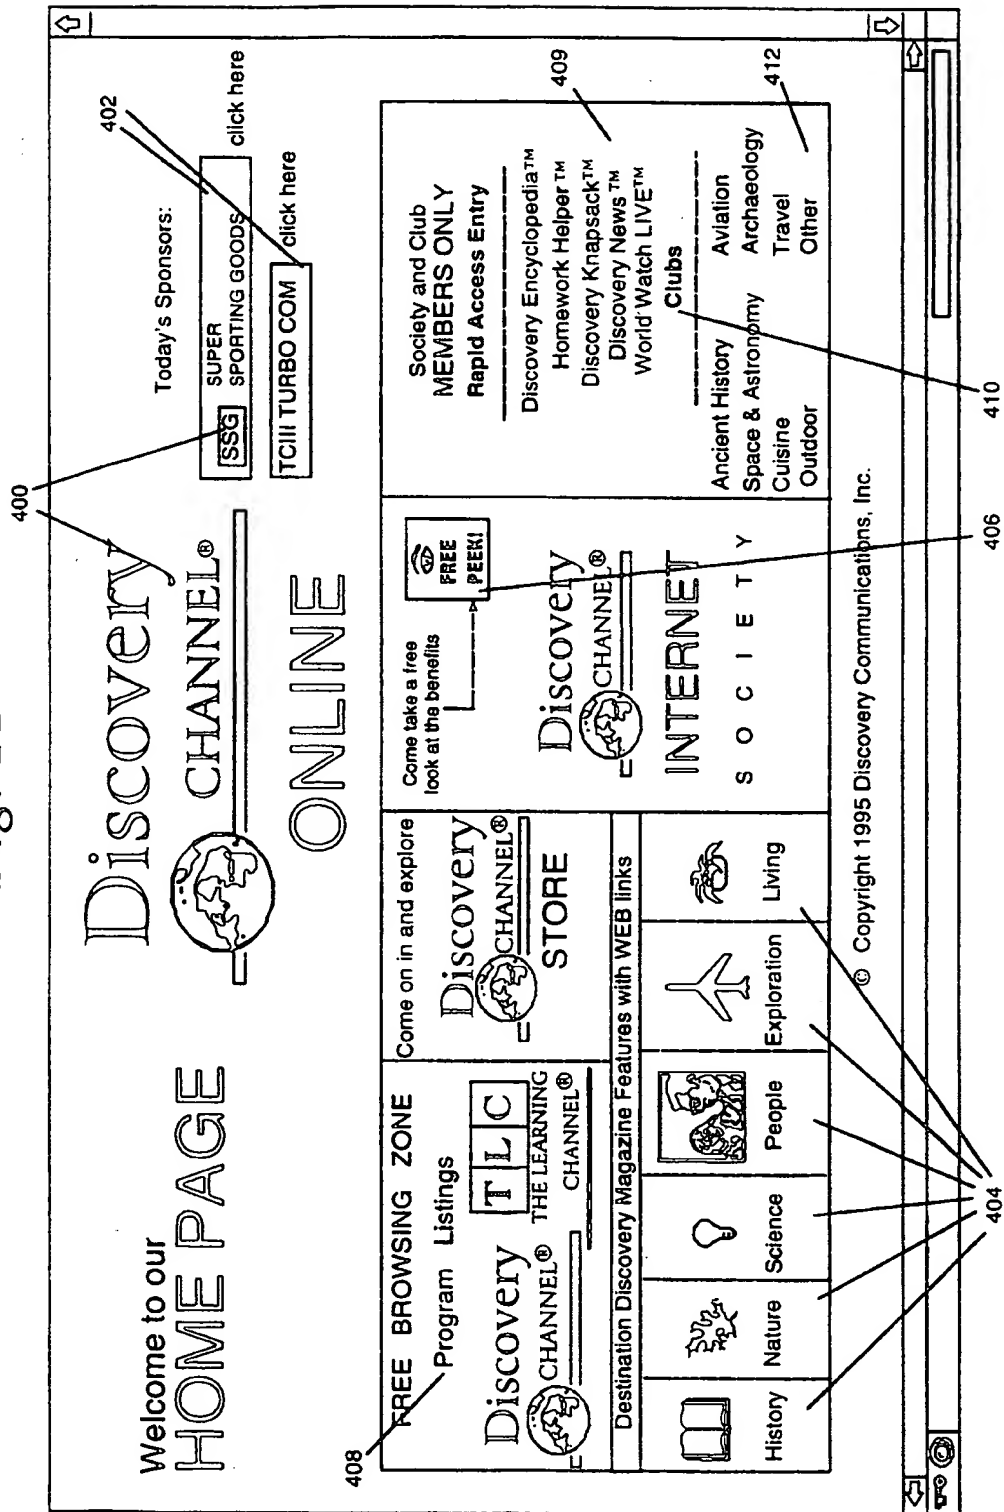 Welcome to our
HOME PAGE
Discovery
CHANNEL®
ONLINE
400
Today's Sponsors:
402
SSG
SUPER
SPORTING GOODS
click here
TCIII TURBO COM
click here
408
FREE BROWSING ZONE
Program Listings
Discovery
CHANNEL®
TLC
THE LEARNING
CHANNEL®
Come on in and explore
Discovery
CHANNEL®
STORE
Destination Discovery Magazine Features with WEB links
History
Nature
Science
People
Exploration
Living
404
Come take a free
look at the benefits
FREE
PEEK!
Discovery
CHANNEL®
INTERNET
SOCIETY
406
Society and Club
MEMBERS ONLY
Rapid Access Entry
Discovery Encyclopedia™
Homework Helper™
Discovery Knapsack™
Discovery News™
World Watch LIVE™
409
Clubs
410
Ancient History
Space & Astronomy
Cuisine
Outdoor
Aviation
Archaeology
Travel
Other
412
© Copyright 1995 Discovery Communications, Inc.